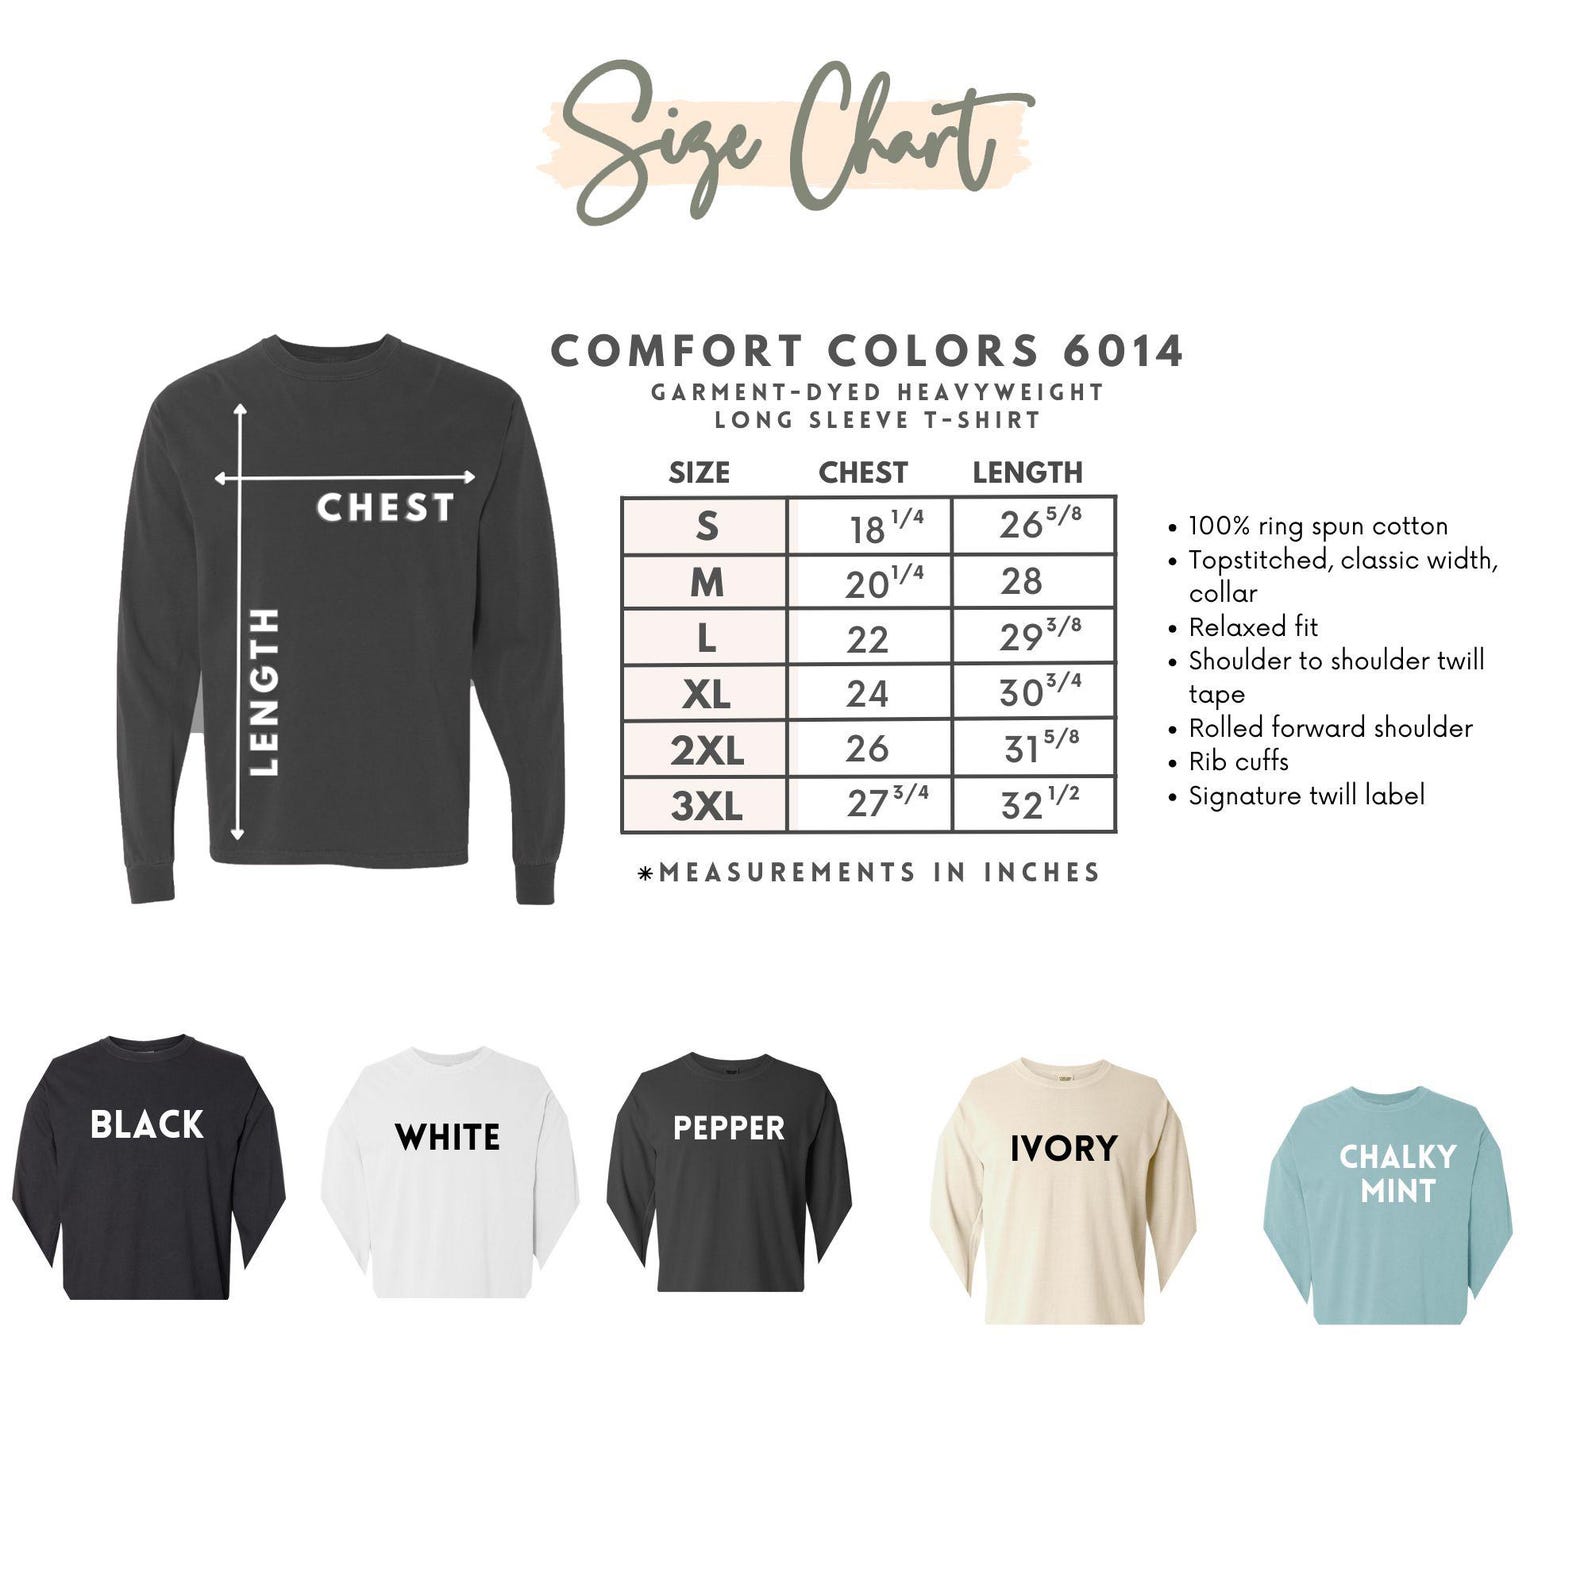 Size Chart
COMFORT COLORS 6014
GARMENT-DYED HEAVYWEIGHT
LONG SLEEVE T-SHIRT
CHEST
LENGTH
SIZE CHEST LENGTH
S 18 1/4 26 5/8
M 20 1/4 28
L 22 29 3/8
XL 24 30 3/4
2XL 26 31 5/8
3XL 27 3/4 32 1/2
*MEASUREMENTS IN INCHES
• 100% ring spun cotton
• Topstitched, classic width,
collar
• Relaxed fit
• Shoulder to shoulder twill
tape
• Rolled forward shoulder
• Rib cuffs
• Signature twill label
BLACK
WHITE
PEPPER
IVORY
CHALKY
MINT